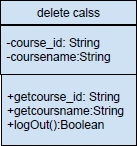 delete calss
-course_id: String
-coursename:String
+getcourse_id: String
+getcoursname:String
+logOut():Boolean